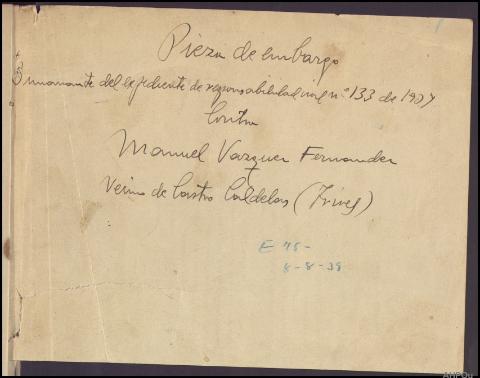 Pieza de embargo
dimanante del expediente de responsabilidad civil nº 133 de 1937
Contra
Manuel Vazquez Fernandez
Vecino de Castro Caldelas (Trives)
E 75-
8-8-39